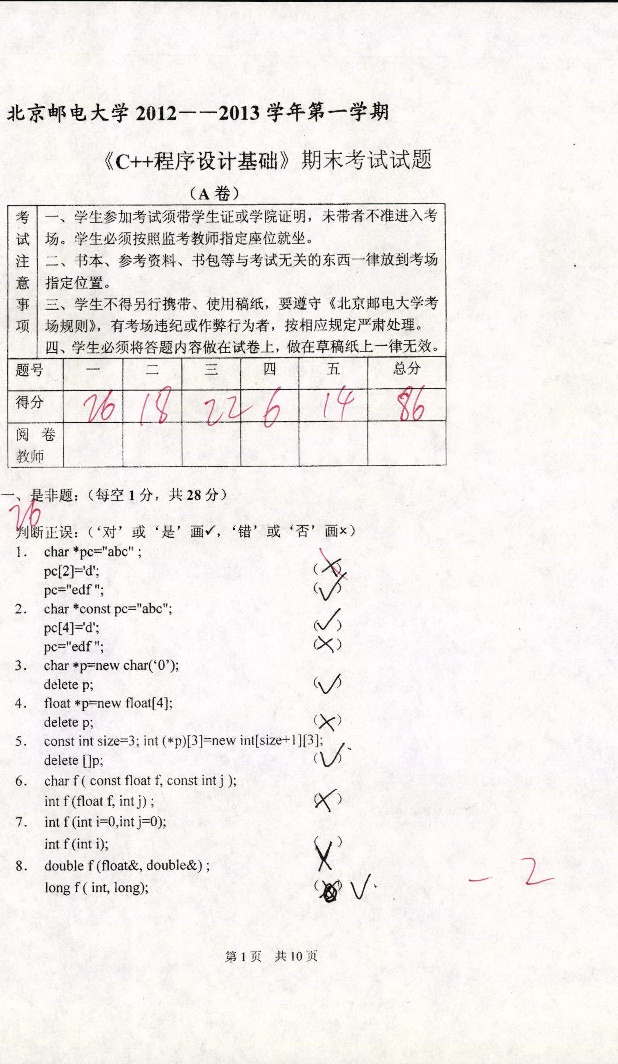 北京邮电大学 2012——2013 学年第一学期
《C++程序设计基础》期末考试试题
（A 卷）
考试注意事项
一、学生参加考试须带学生证或学院证明，未带者不准进入考
场。学生必须按照监考教师指定座位就坐。
二、书本、参考资料、书包等与考试无关的东西一律放到考场
指定位置。
三、学生不得另行携带、使用稿纸，要遵守《北京邮电大学考
场规则》，有考场违纪或作弊行为者，按相应规定严肃处理。
四、学生必须将答题内容做在试卷上，做在草稿纸上一律无效。
题号 一 二 三 四 五 总分
得分 26 18 22 6 14 86
阅 卷
教师
一、是非题：（每空 1 分，共 28 分）
26
判断正误：（‘对’或‘是’画✓，‘错’或‘否’画×）
1. char *pc="abc" ;
pc[2]='d'; (×)
pc="edf "; (✓)
2. char *const pc="abc";
pc[4]='d'; (✓)
pc="edf "; (×)
3. char *p=new char(‘0’);
delete p; (✓)
4. float *p=new float[4];
delete p; (×)
5. const int size=3; int (*p)[3]=new int[size+1][3];
delete []p; (✓)
6. char f ( const float f, const int j );
int f (float f, int j) ; (×)
7. int f (int i=0,int j=0);
int f (int i); ( )
8. double f (float&, double&) ;
long f ( int, long); ( ) ✓
- 2
第 1 页 共 10 页